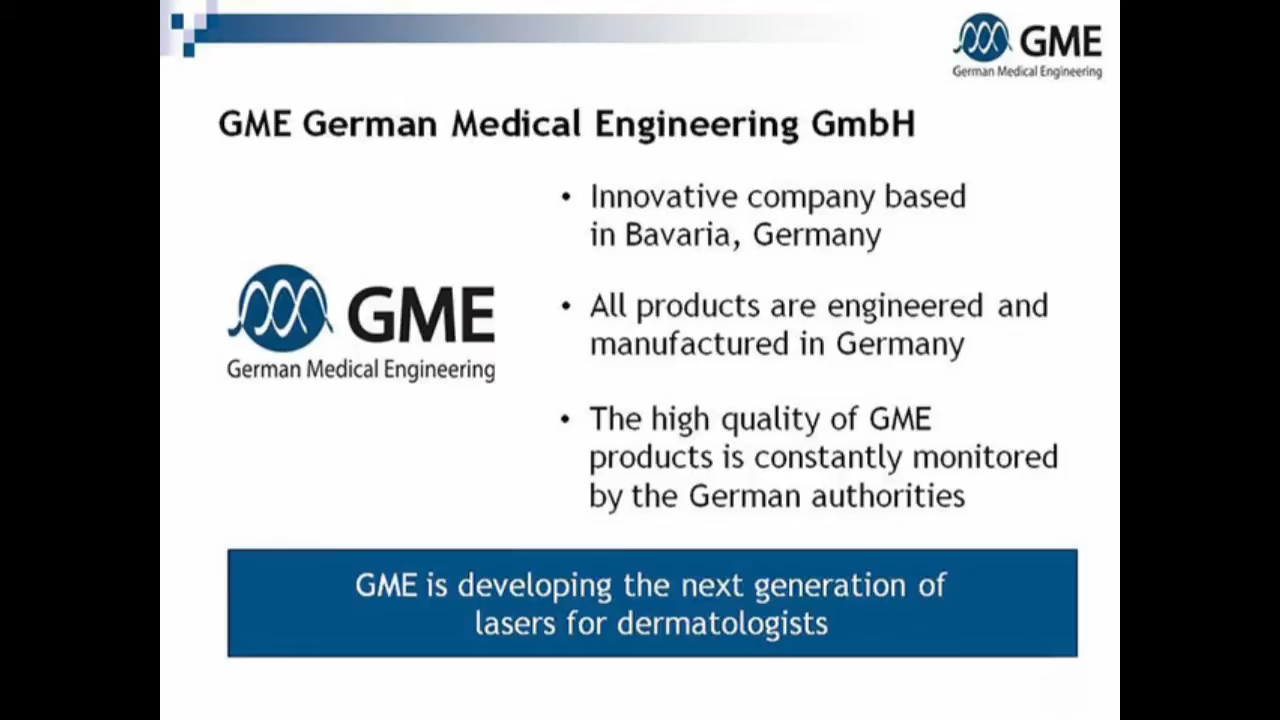 GME
German Medical Engineering
GME German Medical Engineering GmbH
• Innovative company based
in Bavaria, Germany
GME
German Medical Engineering
• All products are engineered and
manufactured in Germany
• The high quality of GME
products is constantly monitored
by the German authorities
GME is developing the next generation of
lasers for dermatologists